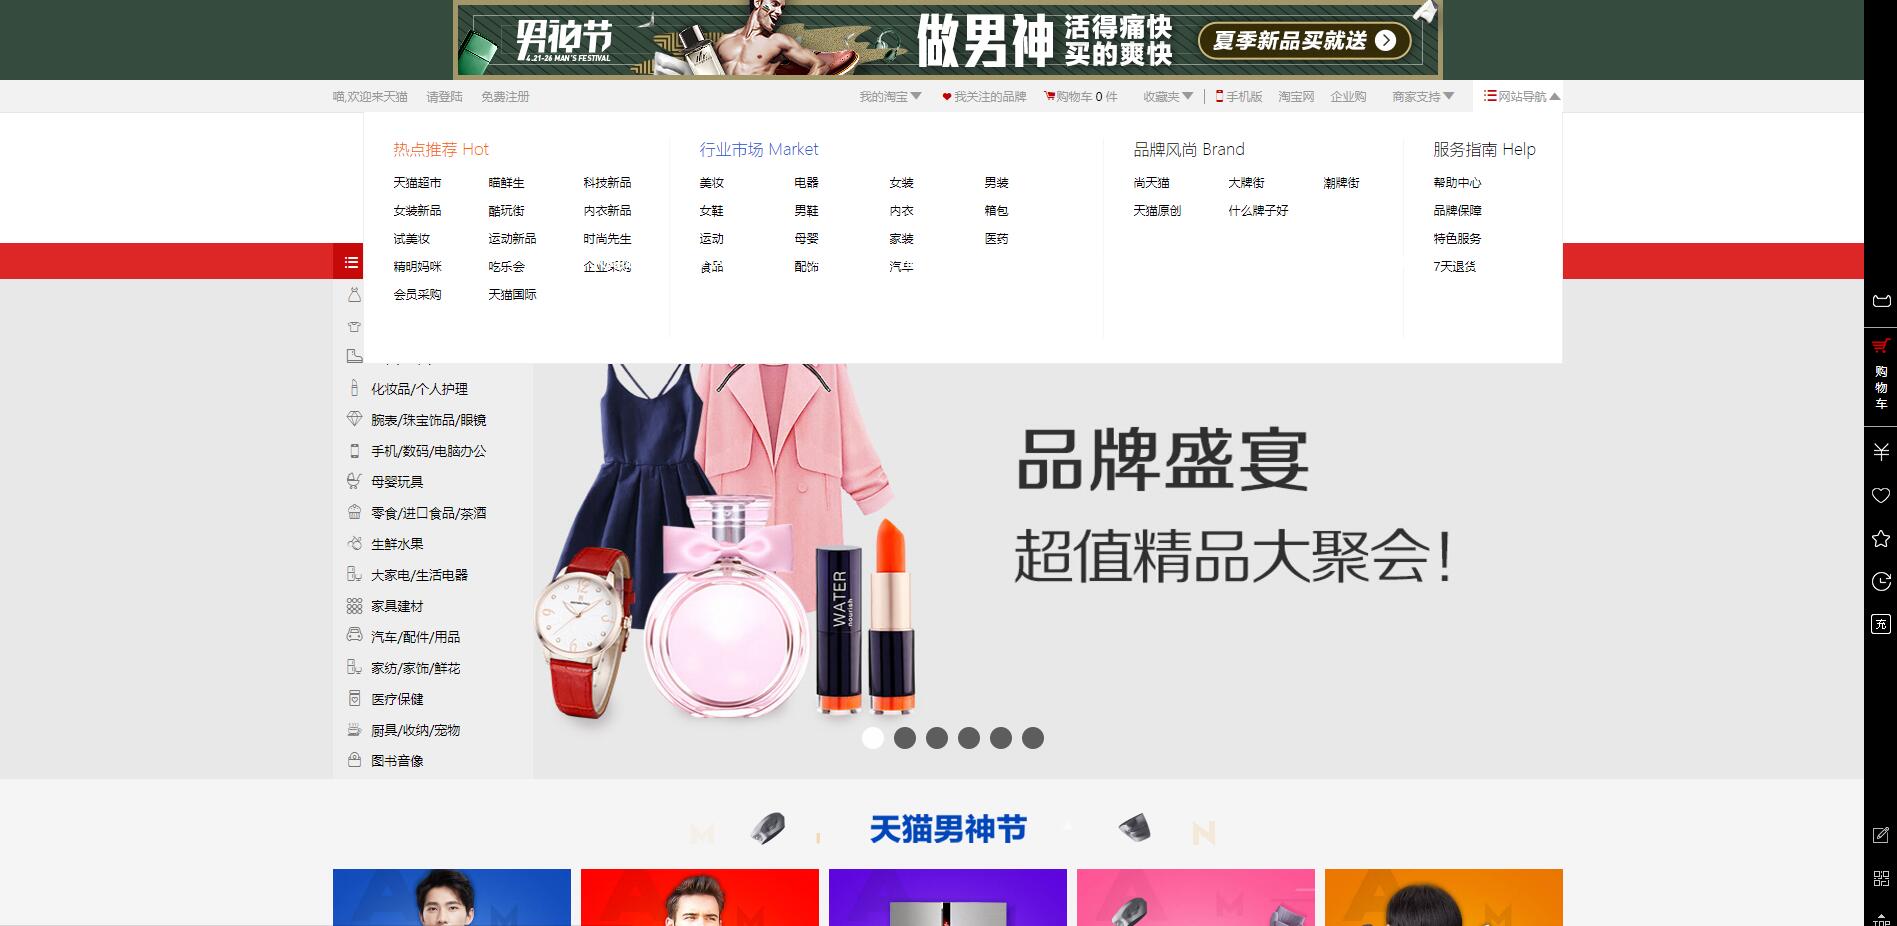 男神节
4.21-26 MAN'S FESTIVAL
做男神
活得痛快
买的爽快
夏季新品买就送
喵,欢迎来天猫 请登陆 免费注册
我的淘宝 我关注的品牌 购物车 0 件 收藏夹 手机版 淘宝网 企业购 商家支持 网站导航
热点推荐 Hot
天猫超市 瞄鲜生 科技新品
女装新品 酷玩街 内衣新品
试美妆 运动新品 时尚先生
精明妈咪 吃乐会 企业采购
会员采购 天猫国际
行业市场 Market
美妆 电器 女装 男装
女鞋 男鞋 内衣 箱包
运动 母婴 家装 医药
食品 配饰 汽车
品牌风尚 Brand
尚天猫 大牌街 潮牌街
天猫原创 什么牌子好
服务指南 Help
帮助中心
品牌保障
特色服务
7天退货
化妆品/个人护理
腕表/珠宝饰品/眼镜
手机/数码/电脑办公
母婴玩具
零食/进口食品/茶酒
生鲜水果
大家电/生活电器
家具建材
汽车/配件/用品
家纺/家饰/鲜花
医疗保健
厨具/收纳/宠物
图书音像
WATER
nourish
品牌盛宴
超值精品大聚会!
购物车
充
M
天猫男神节
N
A M
A M
TOP